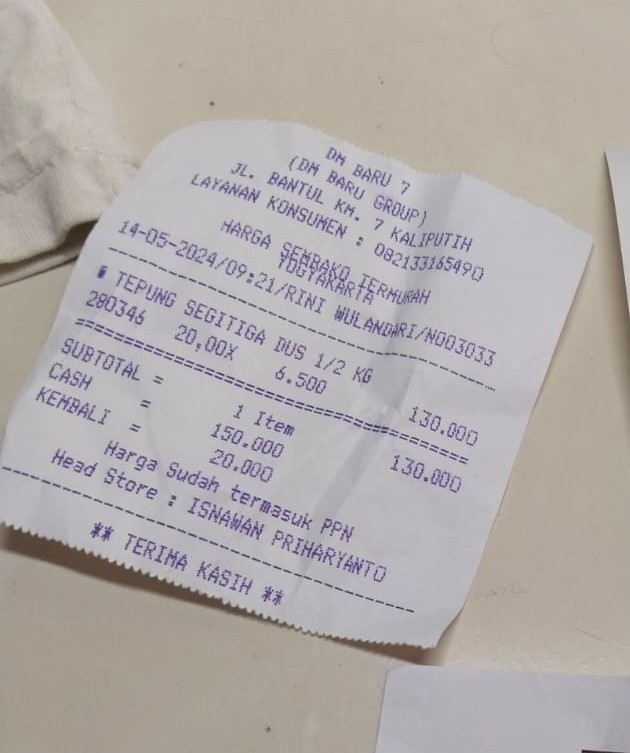 DM BARU 7
(DM BARU GROUP)
JL. BANTUL KM. 7 KALIPUTIH
LAYANAN KONSUMEN : 082133165490
HARGA SEMBAKO TERMURAH
YOGYAKARTA
14-05-2024/09:21/RINI WULANDARI/N003033
TEPUNG SEGITIGA DUS 1/2 KG
280346 20,00X 6.500 130.000
SUBTOTAL = 1 Item 130.000
CASH = 150.000
KEMBALI = 20.000
Harga Sudah termasuk PPN
Head Store : ISNAWAN PRIHARYANTO
** TERIMA KASIH **